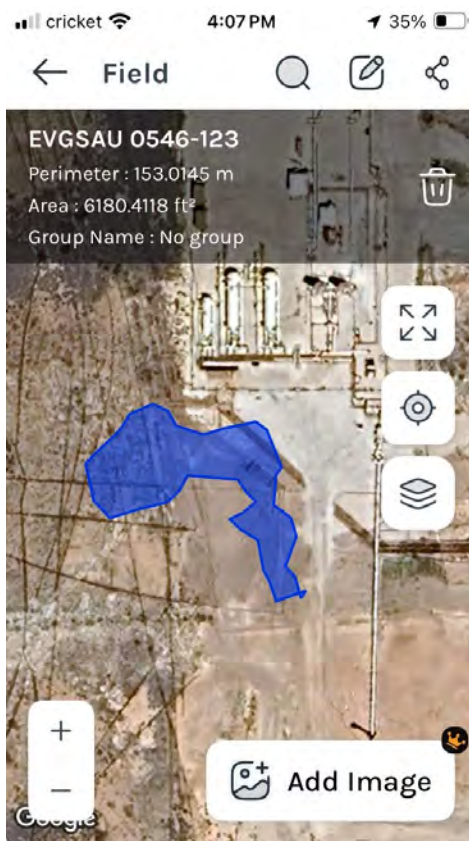 cricket 4:07 PM 35%
Field
EVGSAU 0546-123
Perimeter : 153.0145 m
Area : 6180.4118 ft²
Group Name : No group
+
−
Google
Add Image